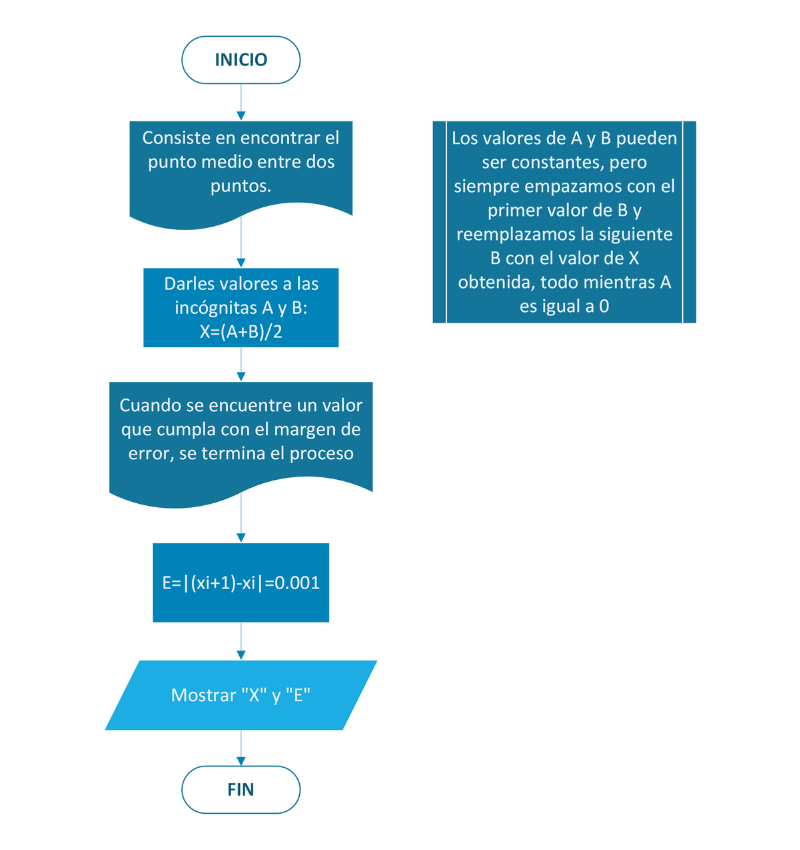 INICIO
Consiste en encontrar el
punto medio entre dos
puntos.
Darles valores a las
incógnitas A y B:
X=(A+B)/2
Cuando se encuentre un valor
que cumpla con el margen de
error, se termina el proceso
E=|(xi+1)-xi|=0.001
Mostrar "X" y "E"
FIN
Los valores de A y B pueden
ser constantes, pero
siempre empazamos con el
primer valor de B y
reemplazamos la siguiente
B con el valor de X
obtenida, todo mientras A
es igual a 0